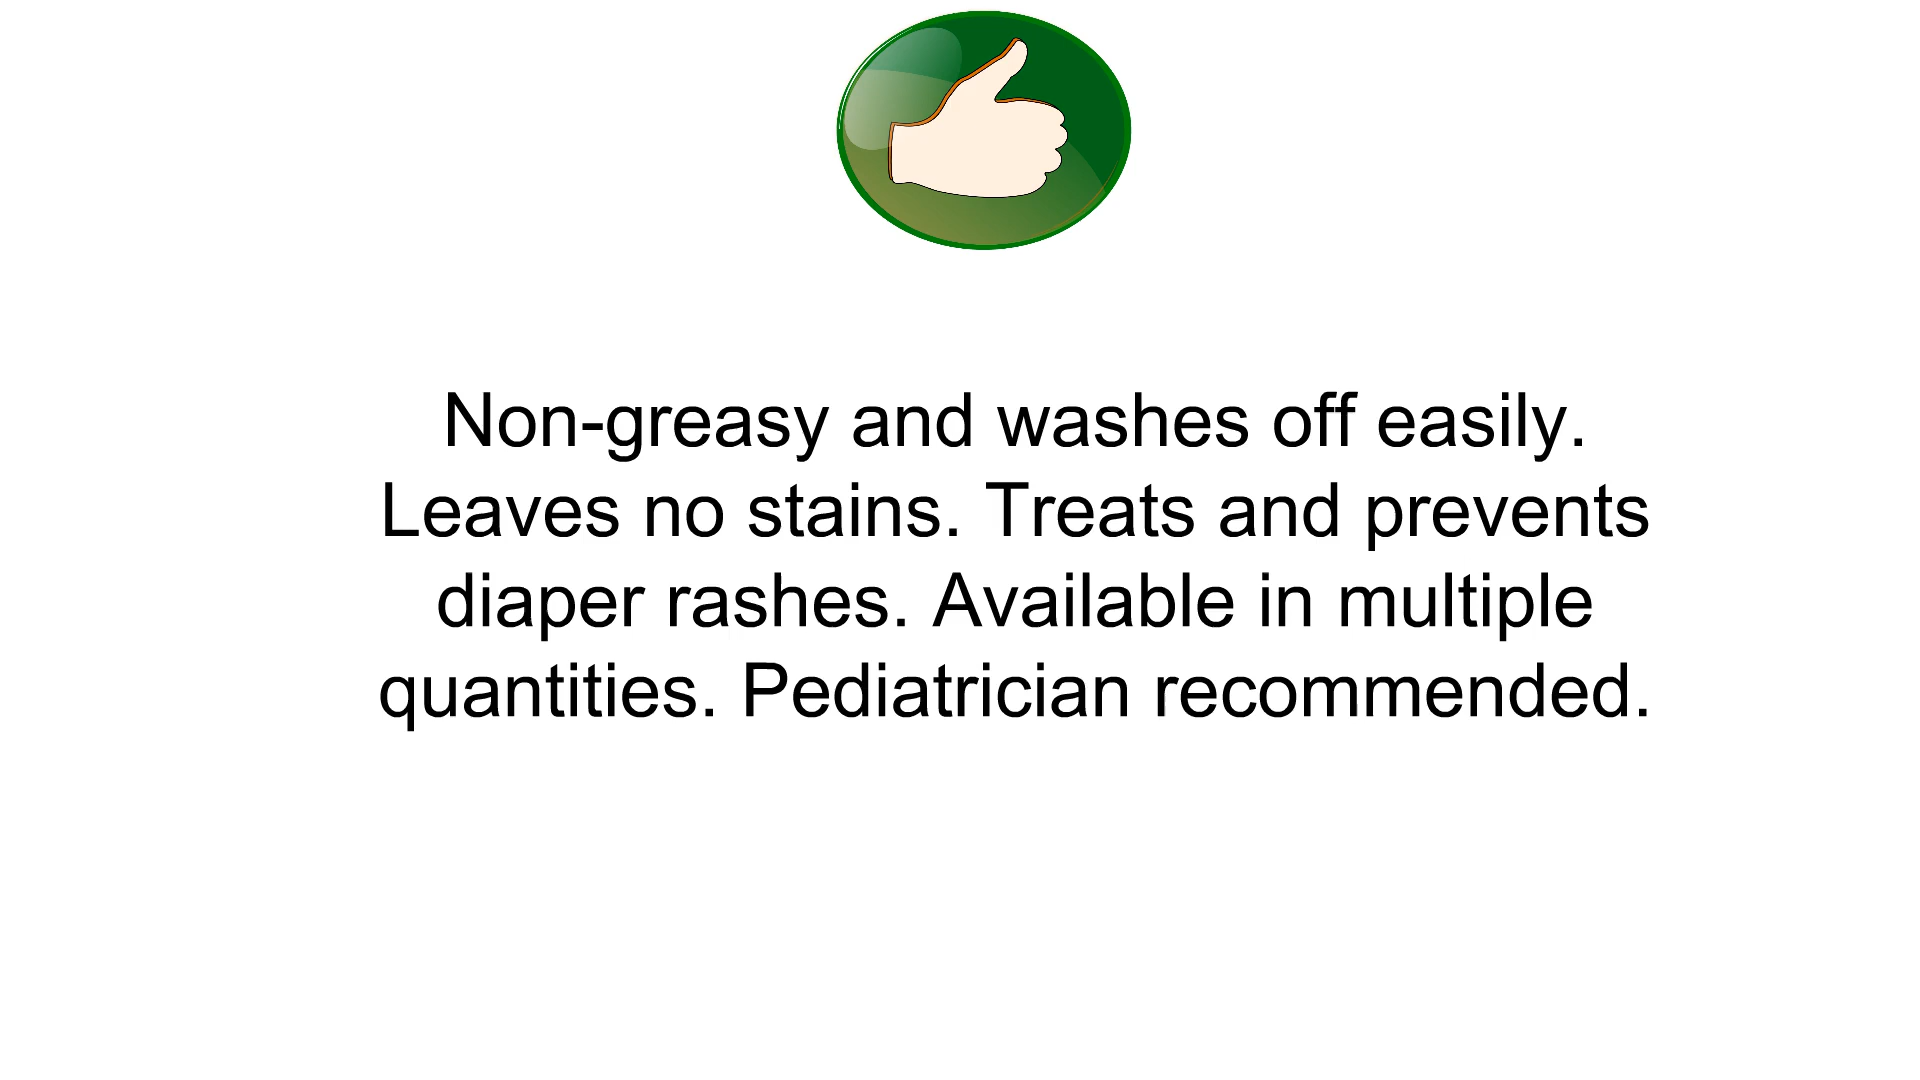 Non-greasy and washes off easily.
Leaves no stains. Treats and prevents
diaper rashes. Available in multiple
quantities. Pediatrician recommended.